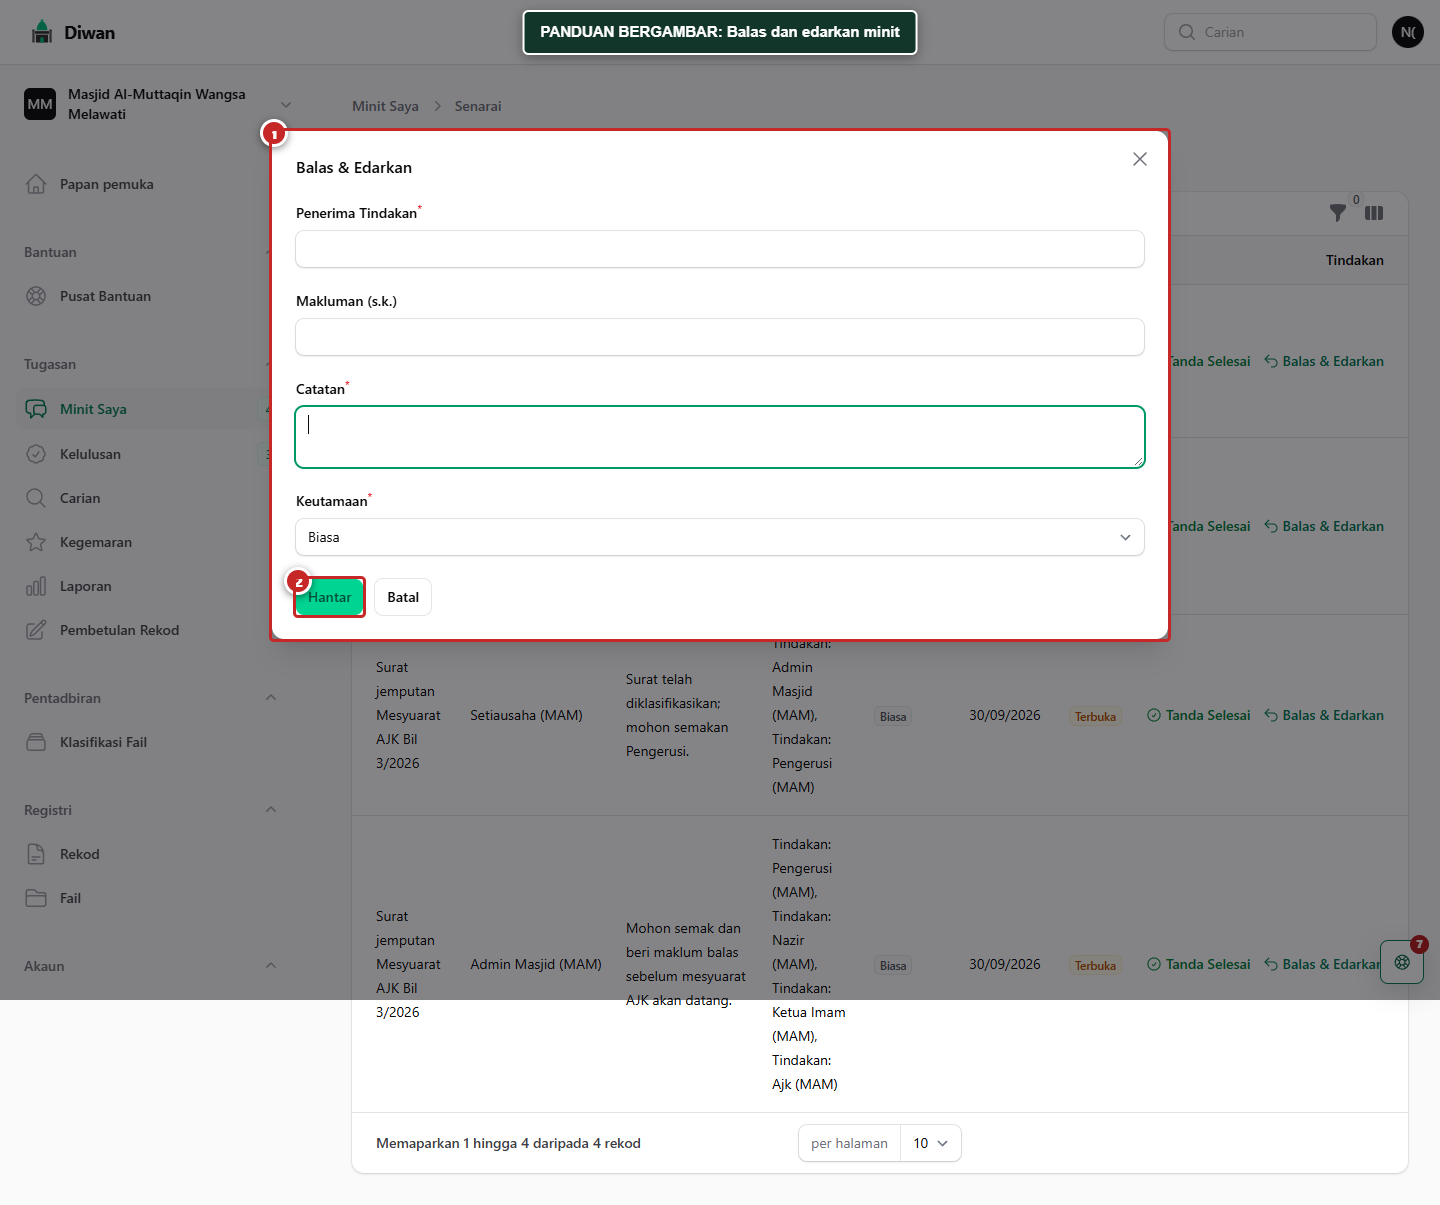 Diwan
PANDUAN BERGAMBAR: Balas dan edarkan minit
Carian
N(
MM
Masjid Al-Muttaqin Wangsa
Melawati
Minit Saya
Senarai
Papan pemuka
Bantuan
Pusat Bantuan
Tugasan
Minit Saya
Kelulusan
Carian
Kegemaran
Laporan
Pembetulan Rekod
Pentadbiran
Klasifikasi Fail
Registri
Rekod
Fail
Akaun
1
Balas & Edarkan
Penerima Tindakan*
Makluman (s.k.)
Catatan*
Keutamaan*
Biasa
2
Hantar
Batal
0
Tindakan
Tanda Selesai
Balas & Edarkan
Tanda Selesai
Balas & Edarkan
Surat
jemputan
Mesyuarat
AJK Bil
3/2026
Setiausaha (MAM)
Surat telah
diklasifikasikan;
mohon semakan
Pengerusi.
Tindakan:
Admin
Masjid
(MAM),
Tindakan:
Pengerusi
(MAM)
Biasa
30/09/2026
Terbuka
Tanda Selesai
Balas & Edarkan
Surat
jemputan
Mesyuarat
AJK Bil
3/2026
Admin Masjid (MAM)
Mohon semak dan
beri maklum balas
sebelum mesyuarat
AJK akan datang.
Tindakan:
Pengerusi
(MAM),
Tindakan:
Nazir
(MAM),
Tindakan:
Ketua Imam
(MAM),
Tindakan:
Ajk (MAM)
Biasa
30/09/2026
Terbuka
Tanda Selesai
Balas & Edarkan
7
Memaparkan 1 hingga 4 daripada 4 rekod
per halaman
10